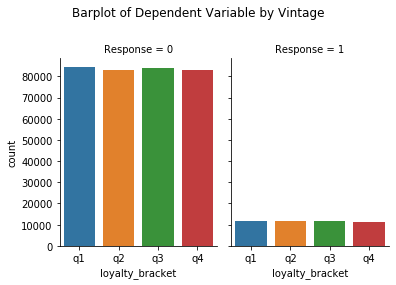 Barplot of Dependent Variable by Vintage
Response = 0
Response = 1
80000
70000
60000
50000
40000
30000
20000
10000
0
count
q1 q2 q3 q4
q1 q2 q3 q4
loyalty_bracket
loyalty_bracket